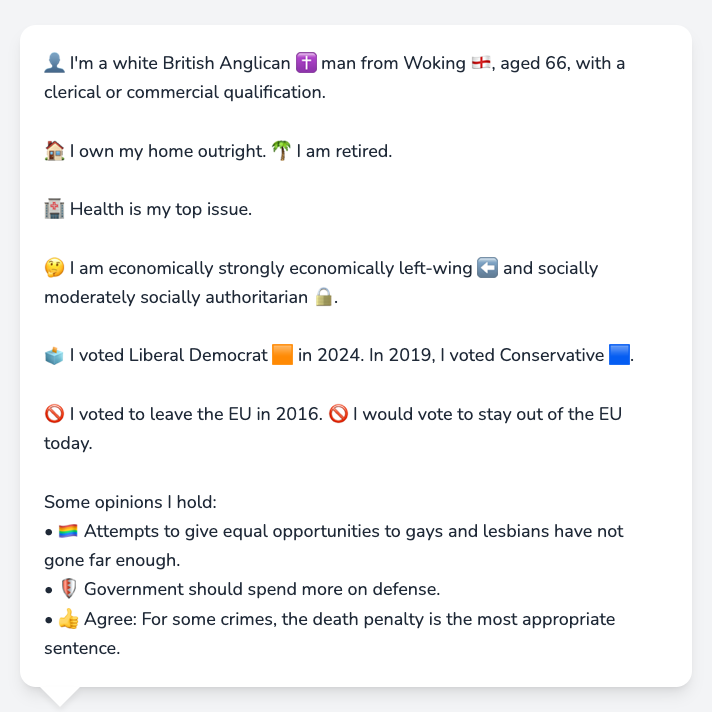 👤 I'm a white British Anglican ✝️ man from Woking 🏴󠁧󠁢󠁥󠁮󠁧󠁿, aged 66, with a
clerical or commercial qualification.
🏠 I own my home outright. 🌴 I am retired.
🏥 Health is my top issue.
🤔 I am economically strongly economically left-wing ⬅️ and socially
moderately socially authoritarian 🔒.
🗳️ I voted Liberal Democrat 🟧 in 2024. In 2019, I voted Conservative 🟦.
🚫 I voted to leave the EU in 2016. 🚫 I would vote to stay out of the EU
today.
Some opinions I hold:
• 🏳️‍🌈 Attempts to give equal opportunities to gays and lesbians have not
gone far enough.
• 🛡️ Government should spend more on defense.
• 👍 Agree: For some crimes, the death penalty is the most appropriate
sentence.